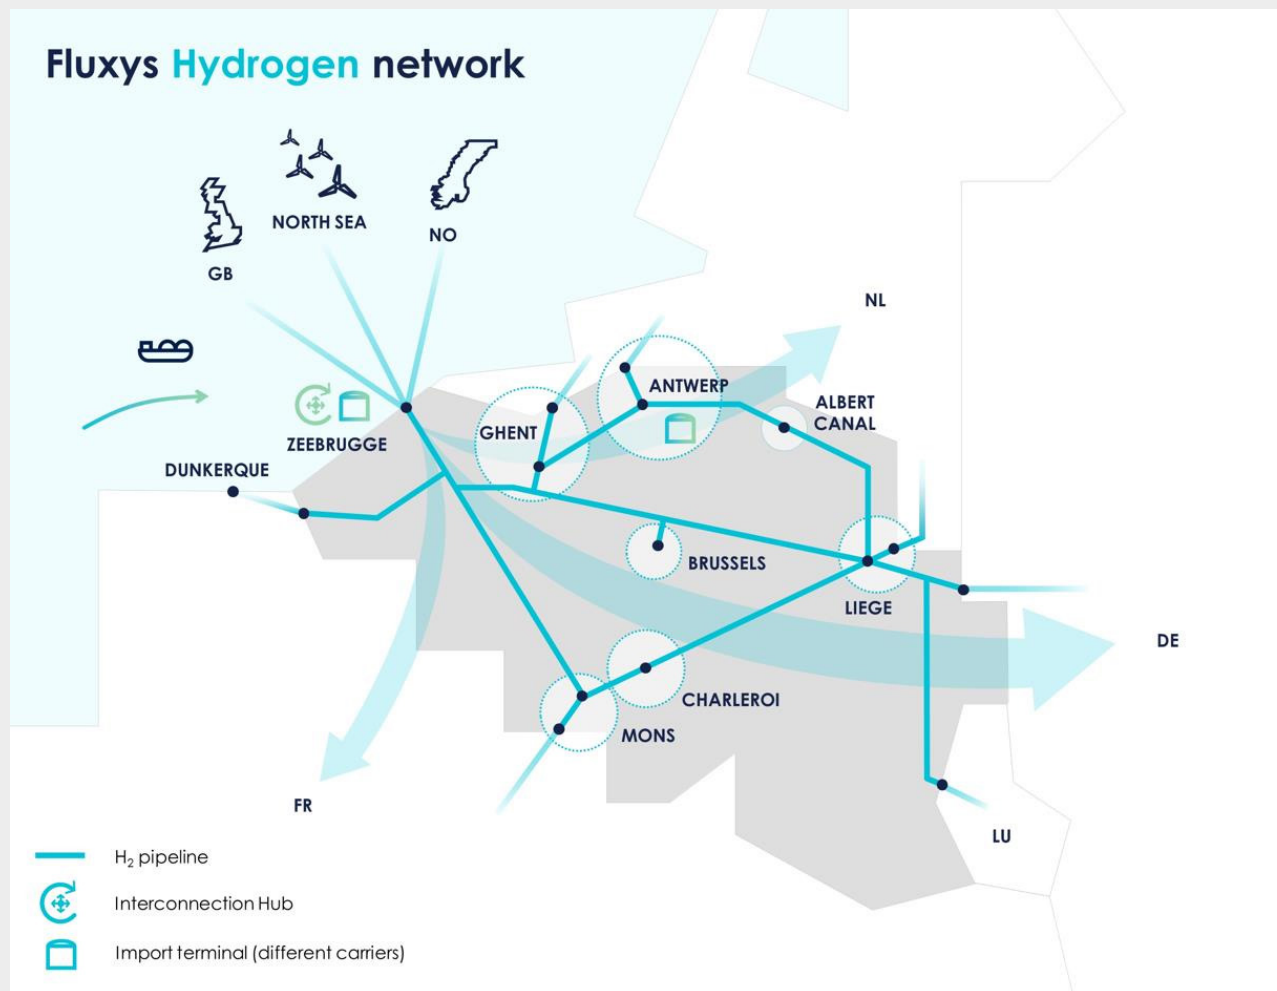 Fluxys Hydrogen network
NORTH SEA
NO
GB
NL
ANTWERP
ALBERT
CANAL
GHENT
ZEEBRUGGE
DUNKERQUE
BRUSSELS
LIEGE
DE
CHARLEROI
MONS
FR
LU
H₂ pipeline
Interconnection Hub
Import terminal (different carriers)